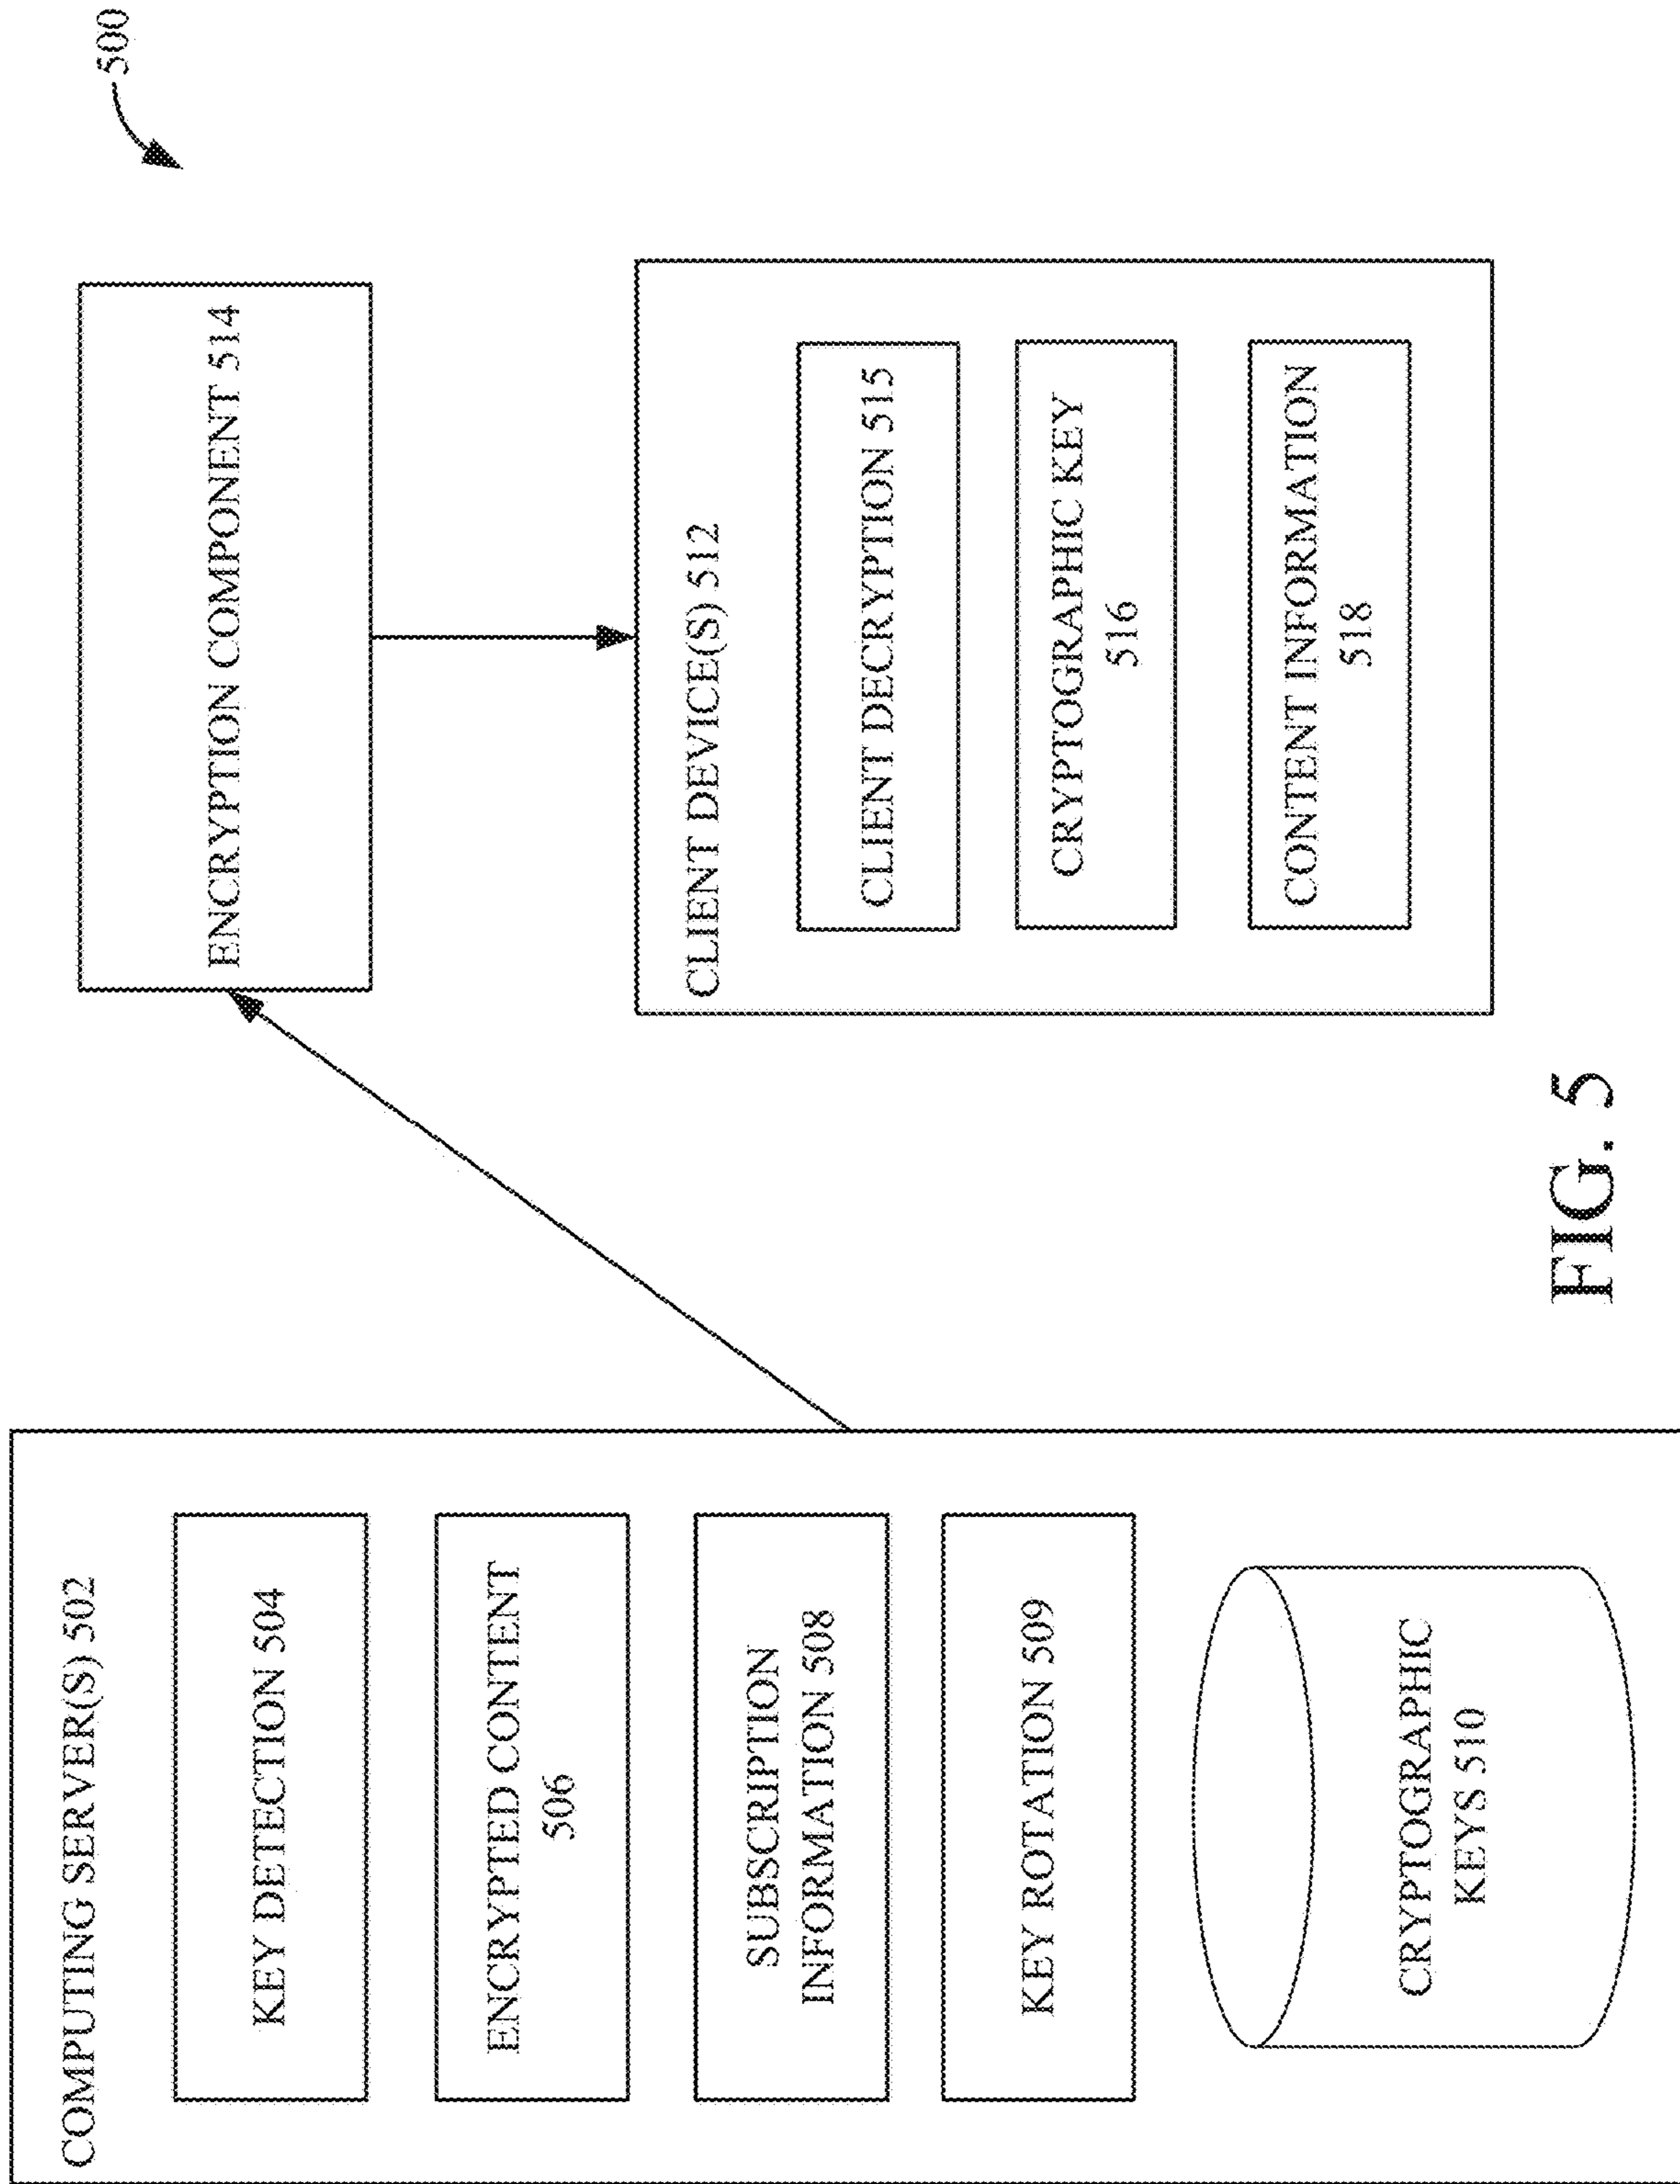 500
COMPUTING SERVER(S) 502
KEY DETECTION 504
ENCRYPTED CONTENT
506
SUBSCRIPTION
INFORMATION 508
KEY ROTATION 509
CRYPTOGRAPHIC
KEYS 510
ENCRYPTION COMPONENT 514
CLIENT DEVICE(S) 512
CLIENT DECRYPTION 515
CRYPTOGRAPHIC KEY
516
CONTENT INFORMATION
518
FIG. 5